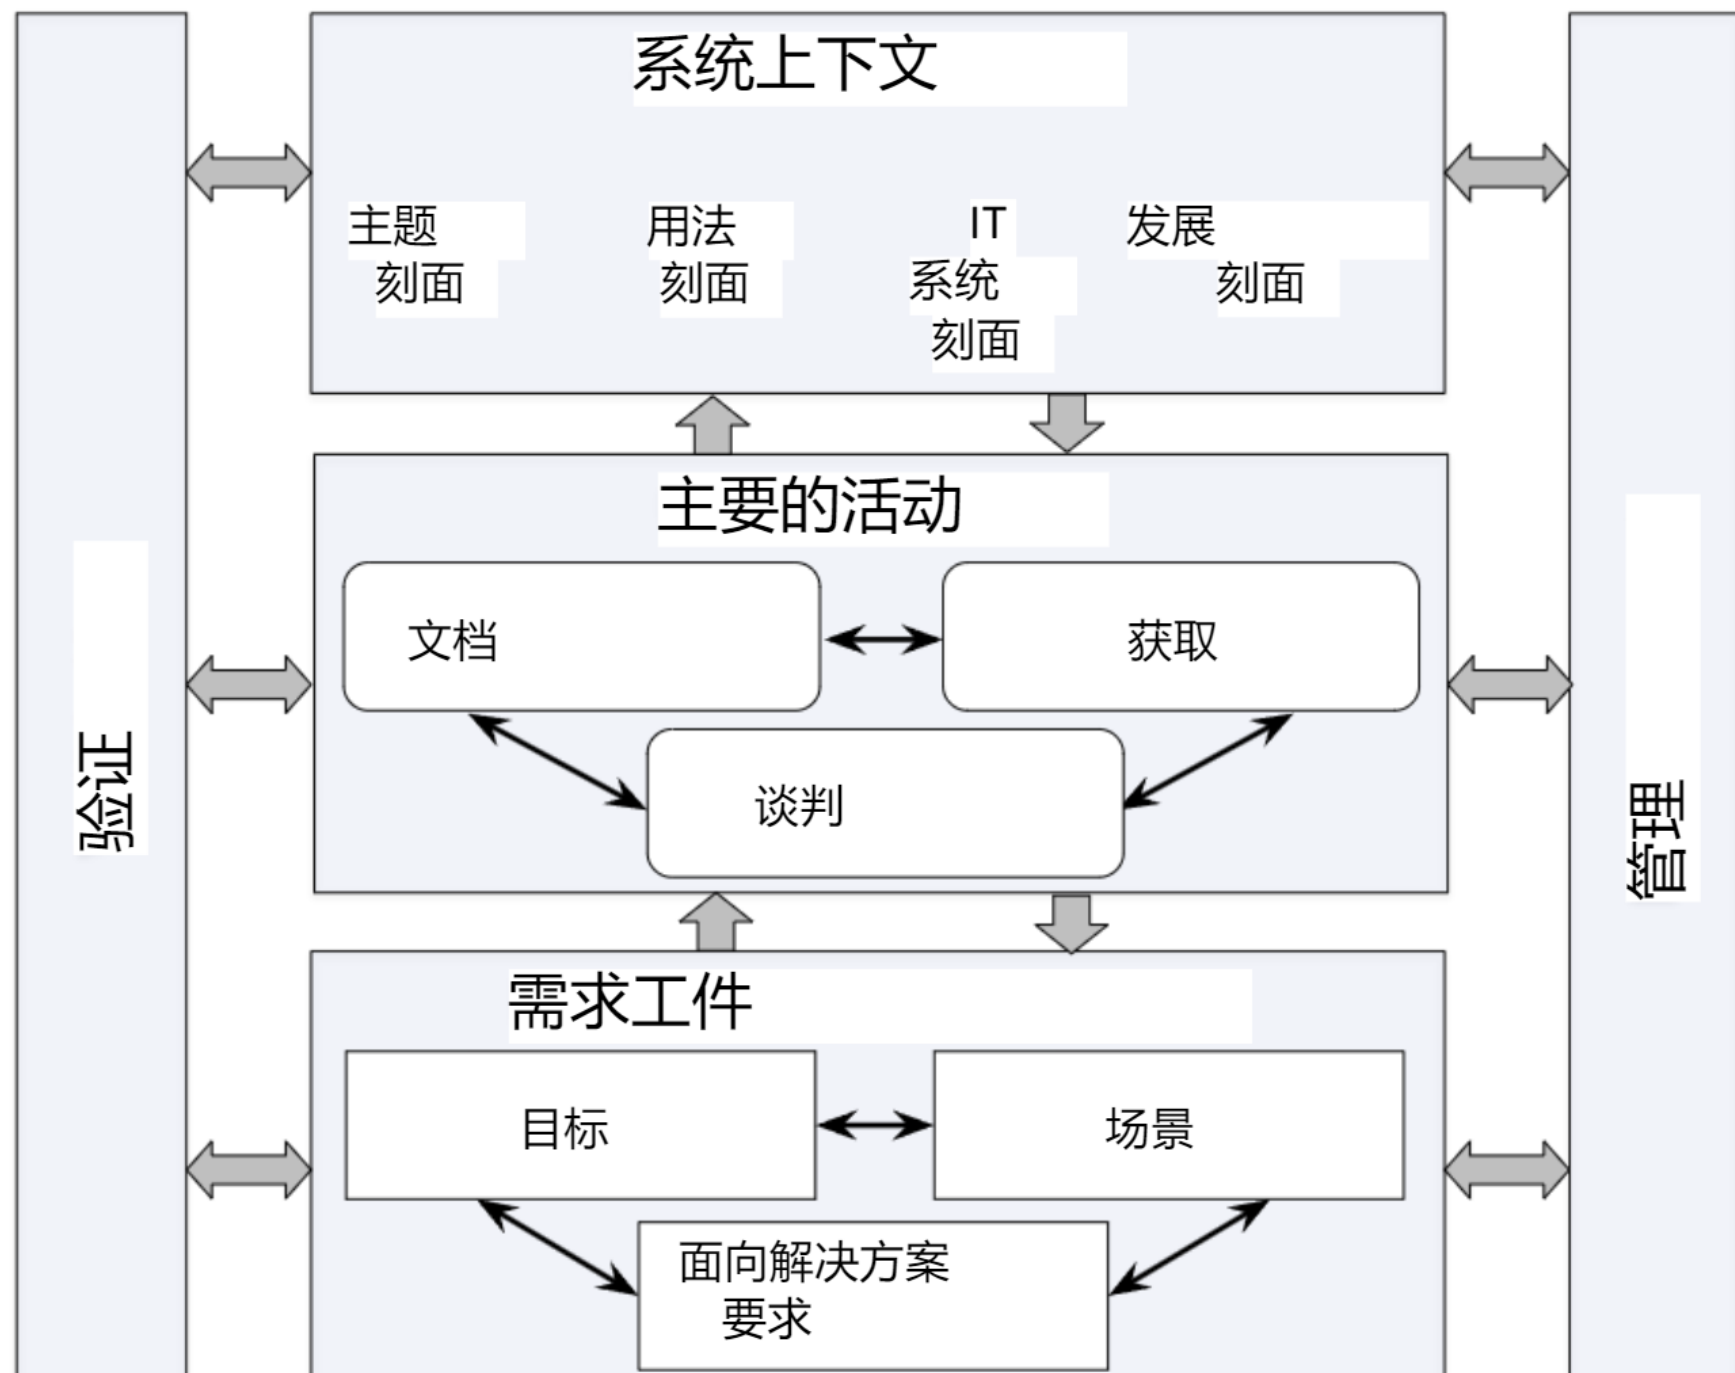 系统上下文
主题
刻面
用法
刻面
IT
系统
刻面
发展
刻面
主要的活动
文档
获取
谈判
需求工件
目标
场景
面向解决方案
要求
验证
管理